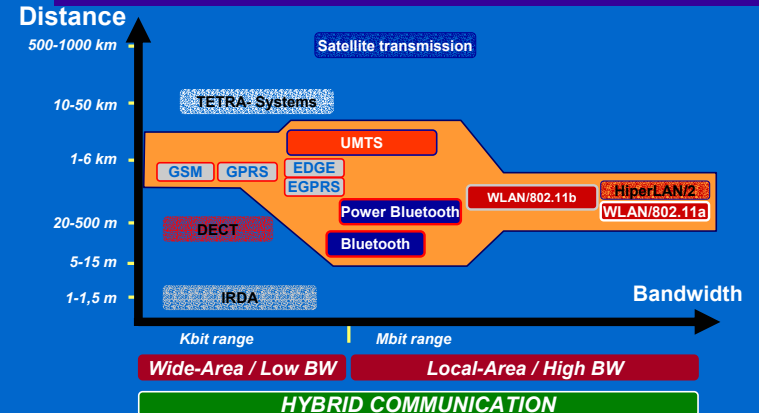 Distance
500-1000 km
Satellite transmission
10-50 km
TETRA- Systems
UMTS
1-6 km
GSM GPRS EDGE
EGPRS
WLAN/802.11b HiperLAN/2
Power Bluetooth WLAN/802.11a
20-500 m
DECT
Bluetooth
5-15 m
1-1,5 m
IRDA
Bandwidth
Kbit range Mbit range
Wide-Area / Low BW Local-Area / High BW
HYBRID COMMUNICATION